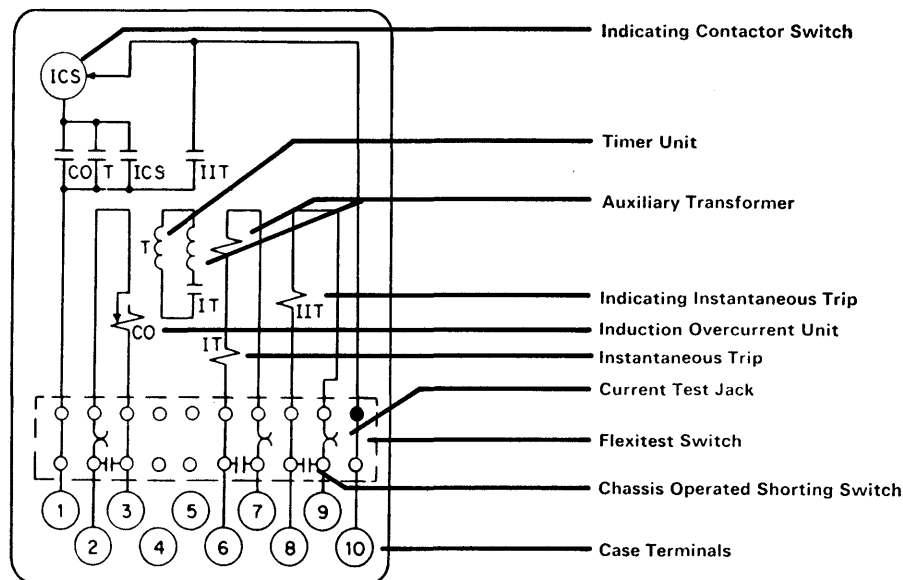 Indicating Contactor Switch
ICS
Timer Unit
CO T ICS IIT
Auxiliary Transformer
T
IT
IIT
Indicating Instantaneous Trip
CO
Induction Overcurrent Unit
IT
Instantaneous Trip
Current Test Jack
Flexitest Switch
Chassis Operated Shorting Switch
1 3 5 7 9
2 4 6 8 10
Case Terminals